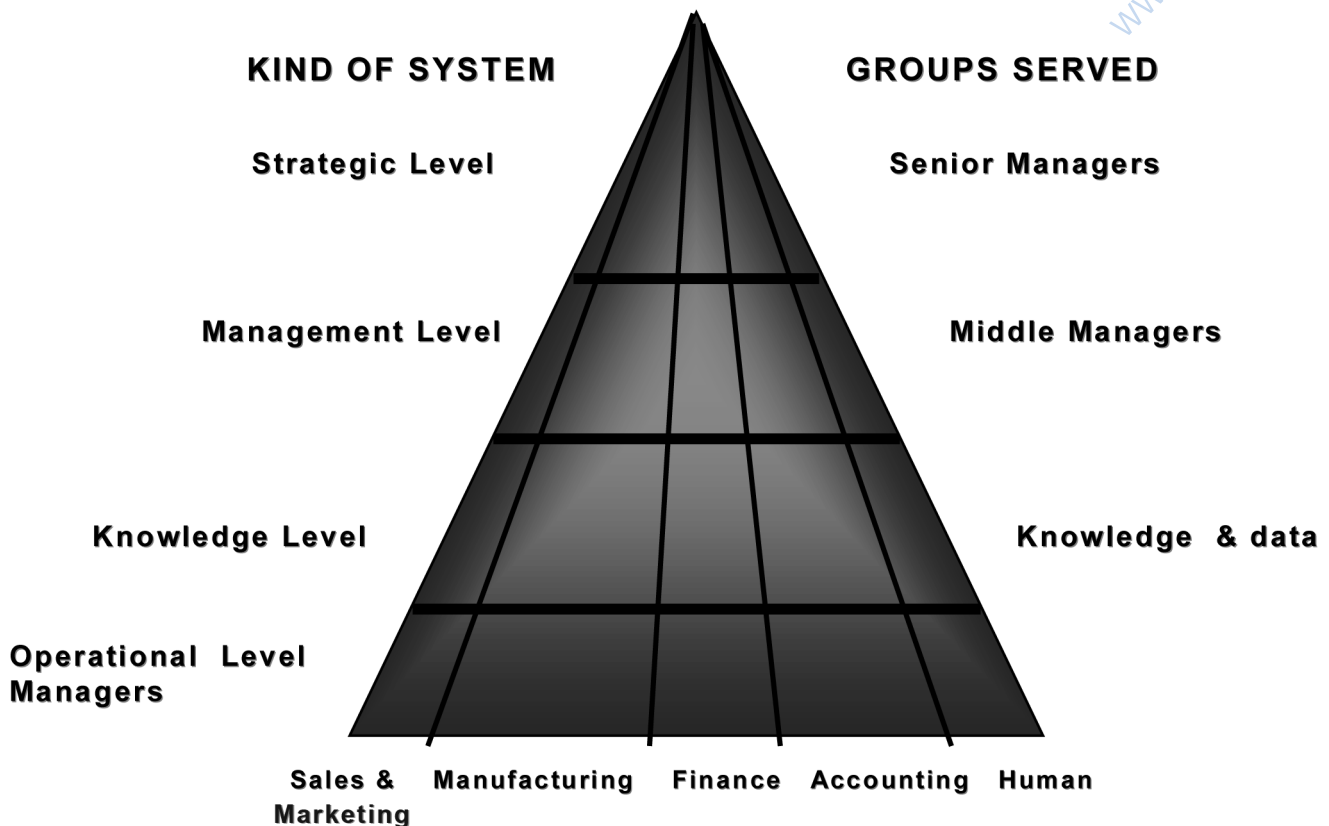 KIND OF SYSTEM
GROUPS SERVED
Strategic Level
Senior Managers
Management Level
Middle Managers
Knowledge Level
Knowledge & data
Operational Level
Managers
Sales & Manufacturing Finance Accounting Human
Marketing